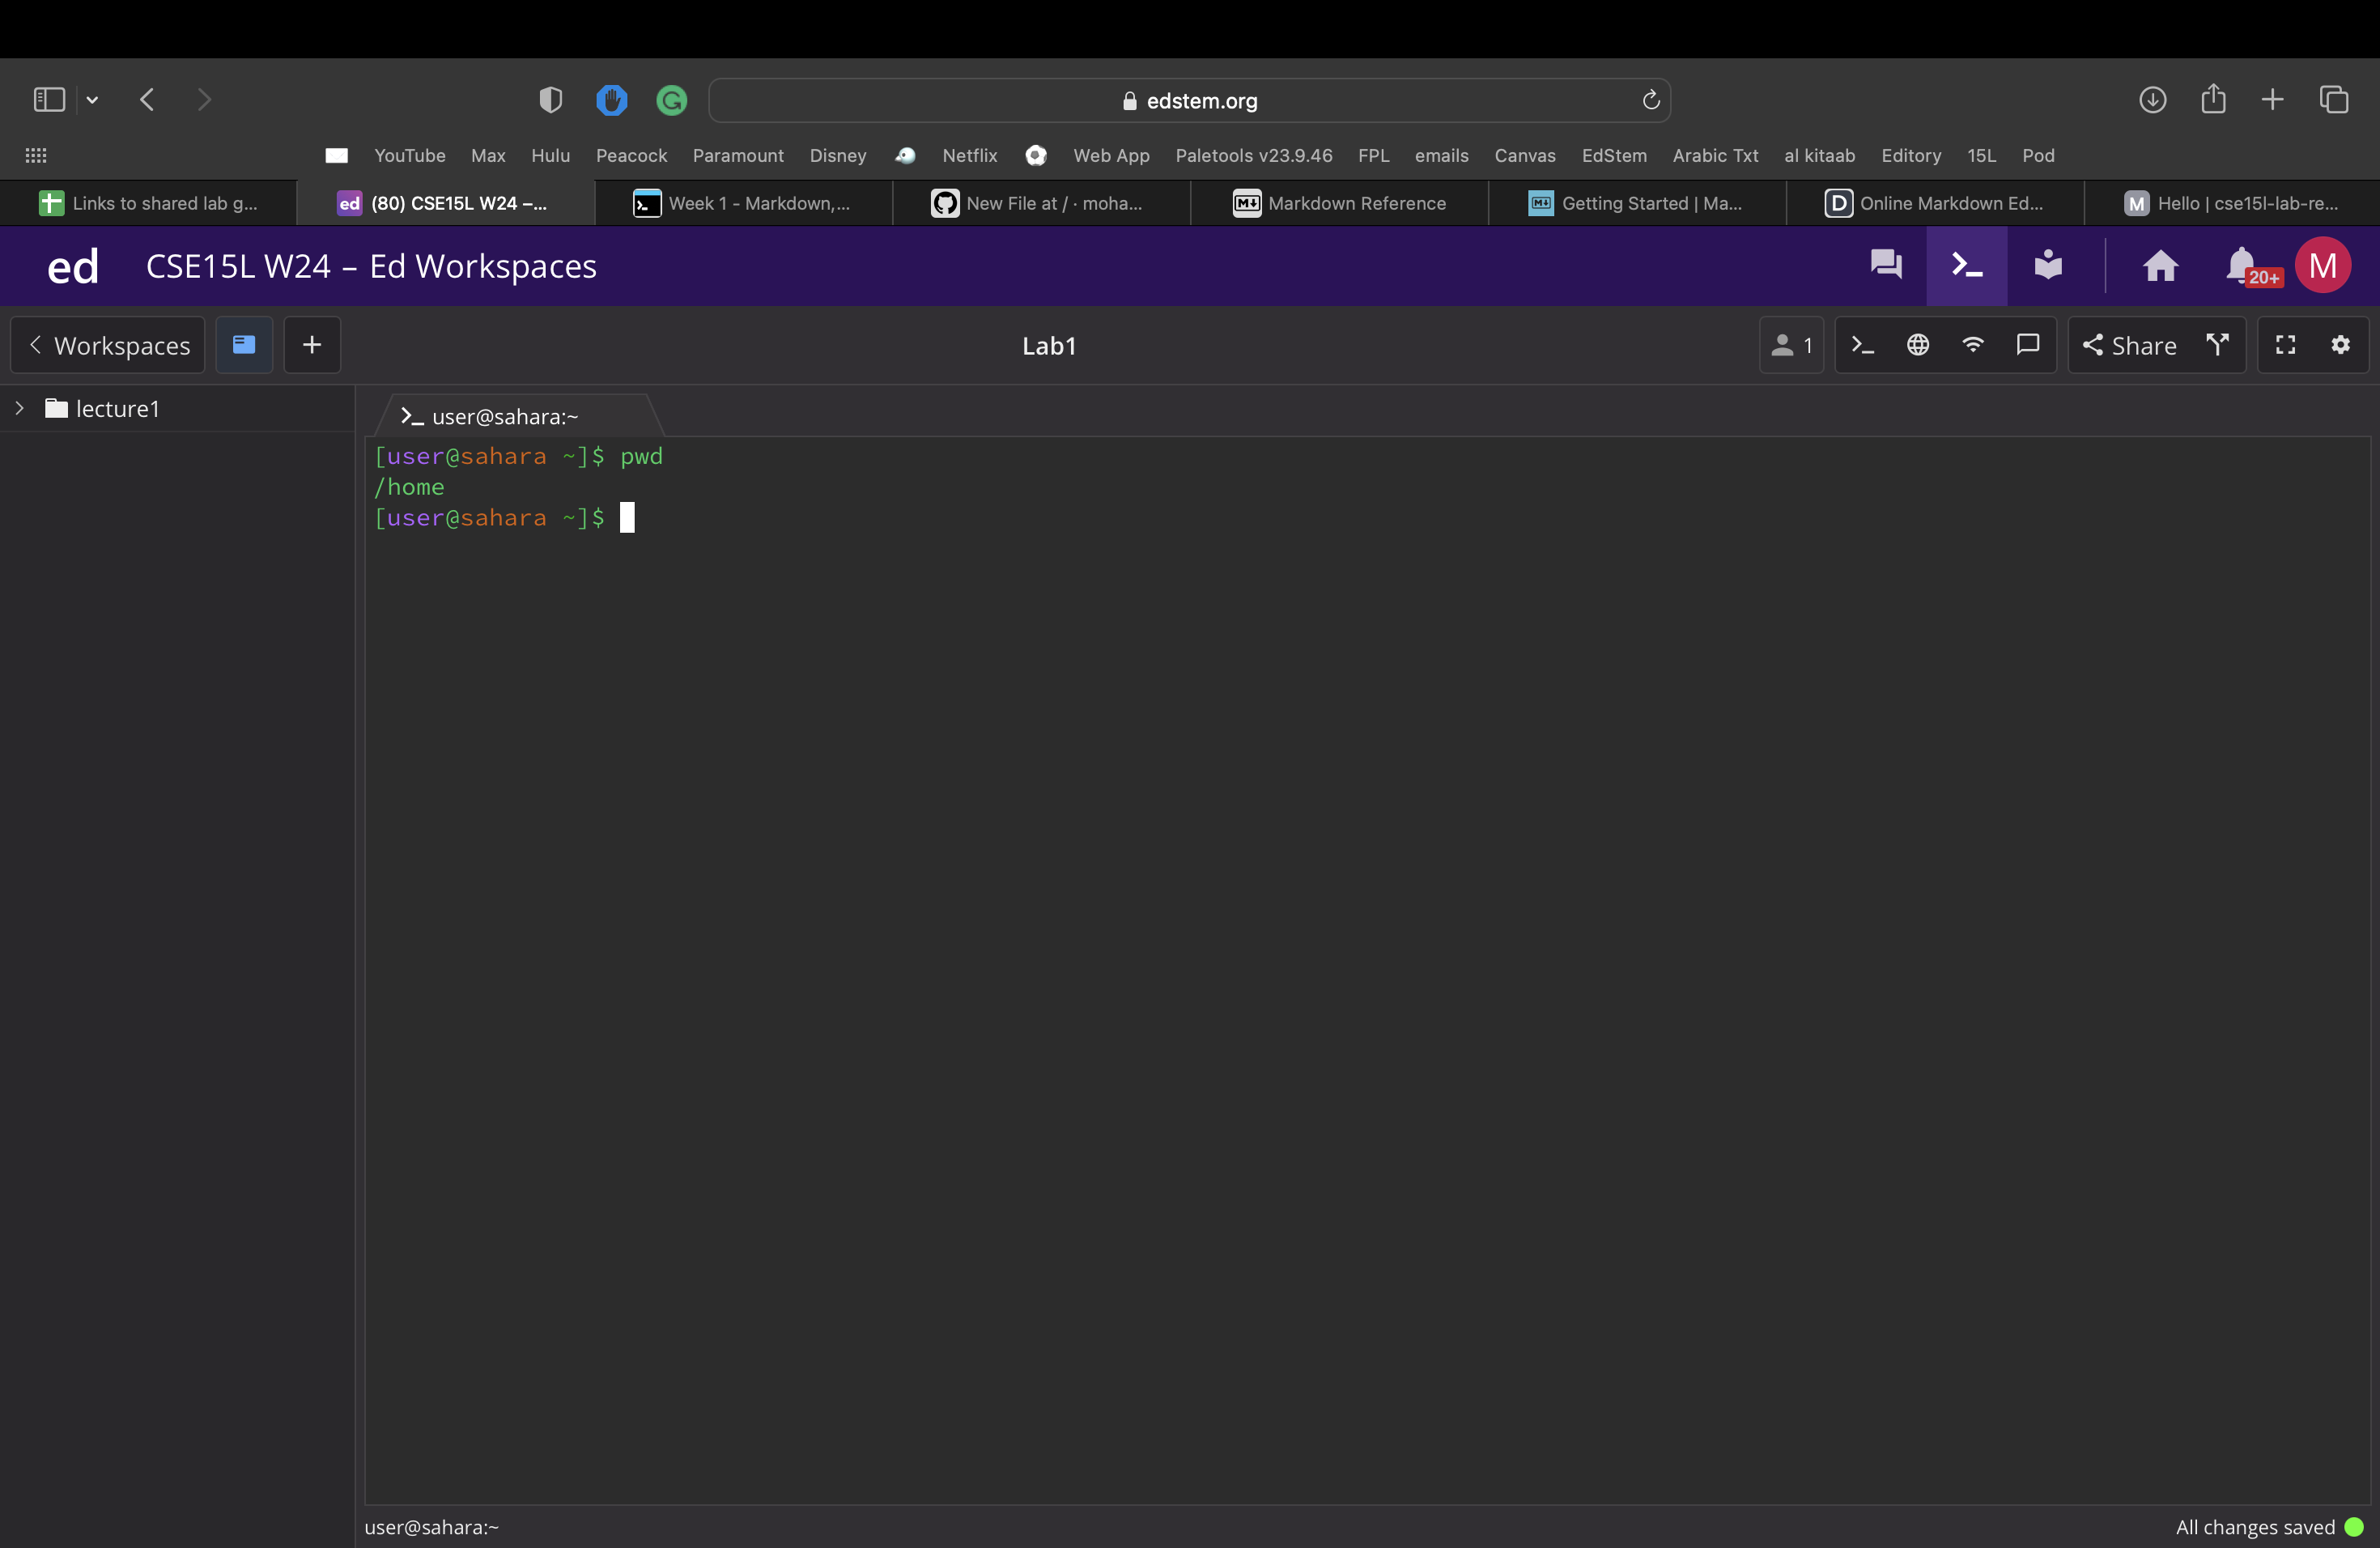 edstem.org
YouTube Max Hulu Peacock Paramount Disney Netflix Web App Paletools v23.9.46 FPL emails Canvas EdStem Arabic Txt al kitaab Editory 15L Pod
Links to shared lab g... ed (80) CSE15L W24 –... Week 1 - Markdown,... New File at / · moha... Markdown Reference Getting Started | Ma... D Online Markdown Ed... M Hello | cse15l-lab-re...
ed CSE15L W24 – Ed Workspaces 20+ M
Workspaces + Lab1 1 Share
lecture1
user@sahara:~
[user@sahara ~]$ pwd
/home
[user@sahara ~]$
user@sahara:~ All changes saved